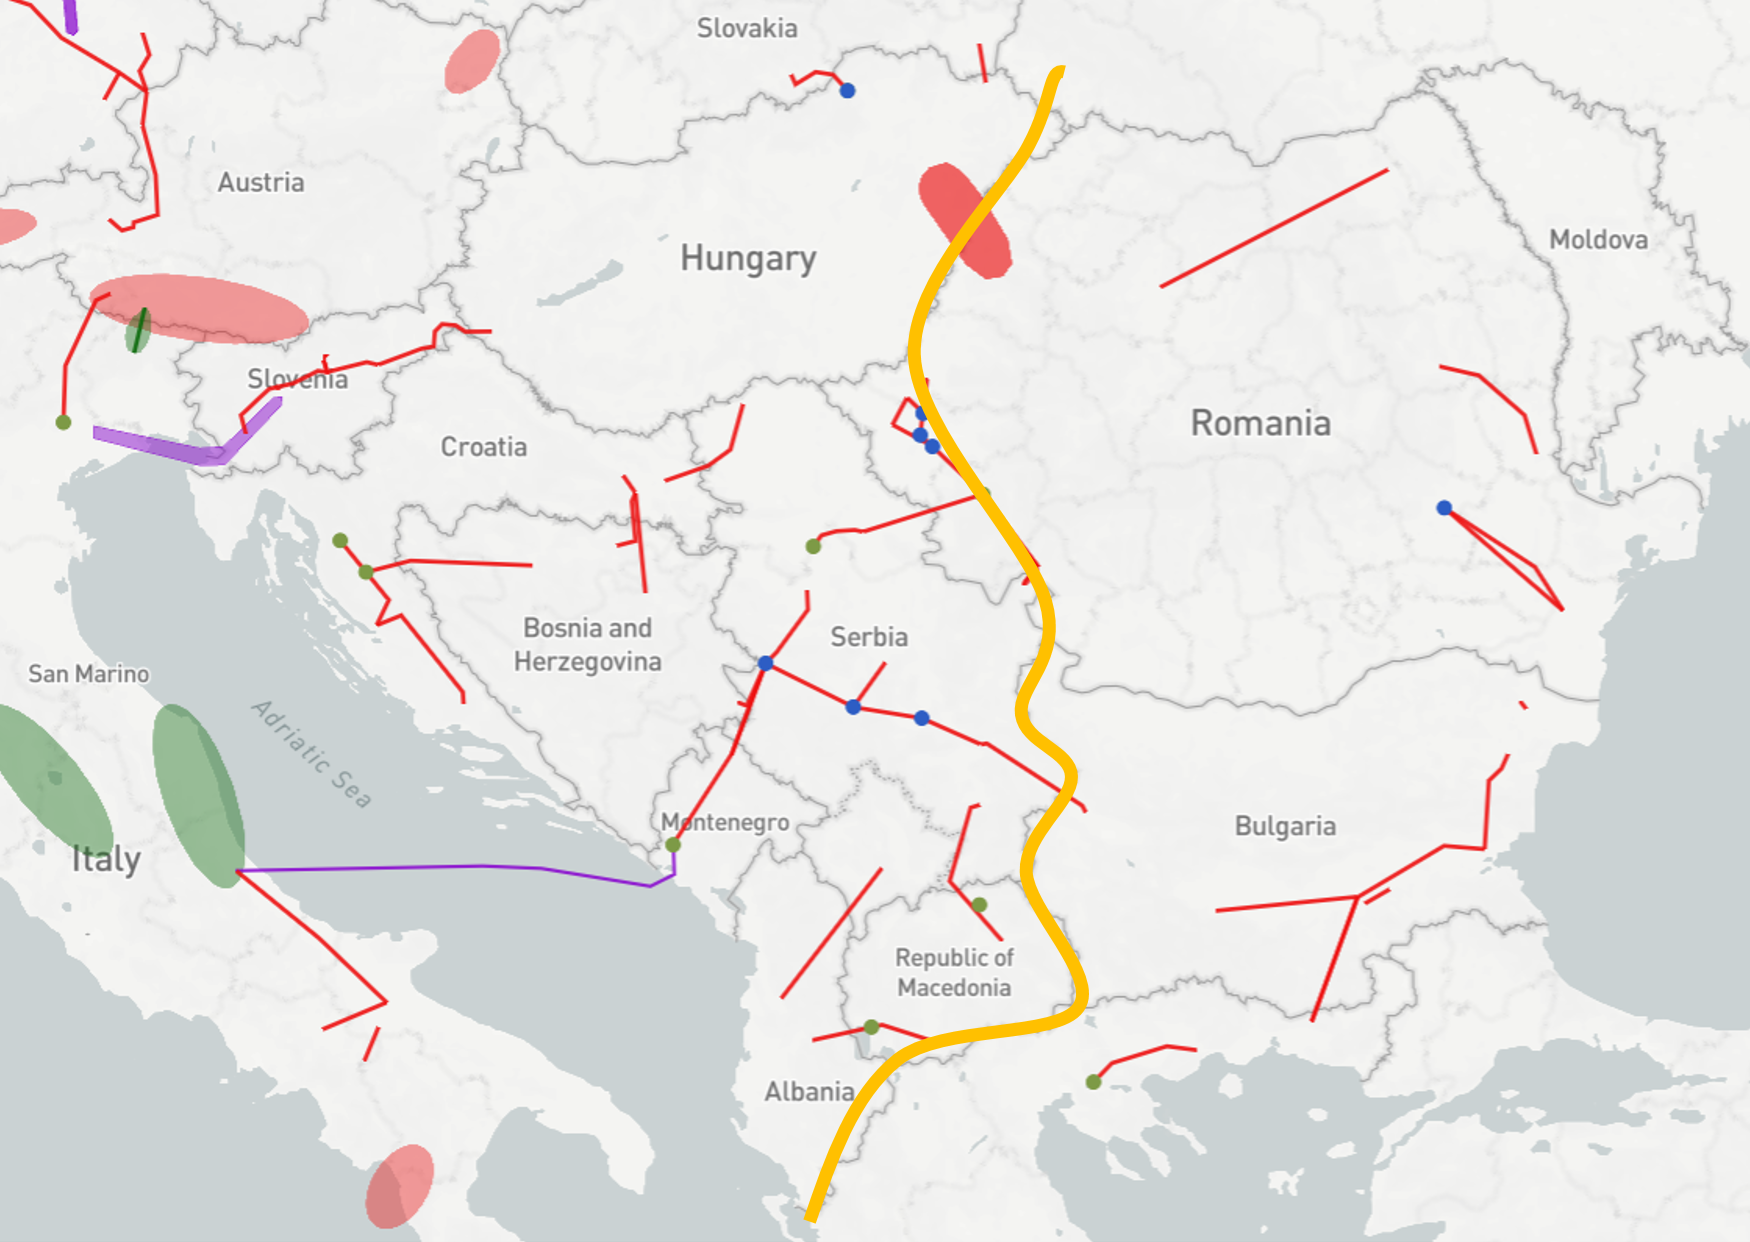 Slovakia
Austria
Hungary
Moldova
Slovenia
Romania
Croatia
Bosnia and
Herzegovina
Serbia
San Marino
Adriatic Sea
Montenegro
Bulgaria
Italy
Republic of
Macedonia
Albania